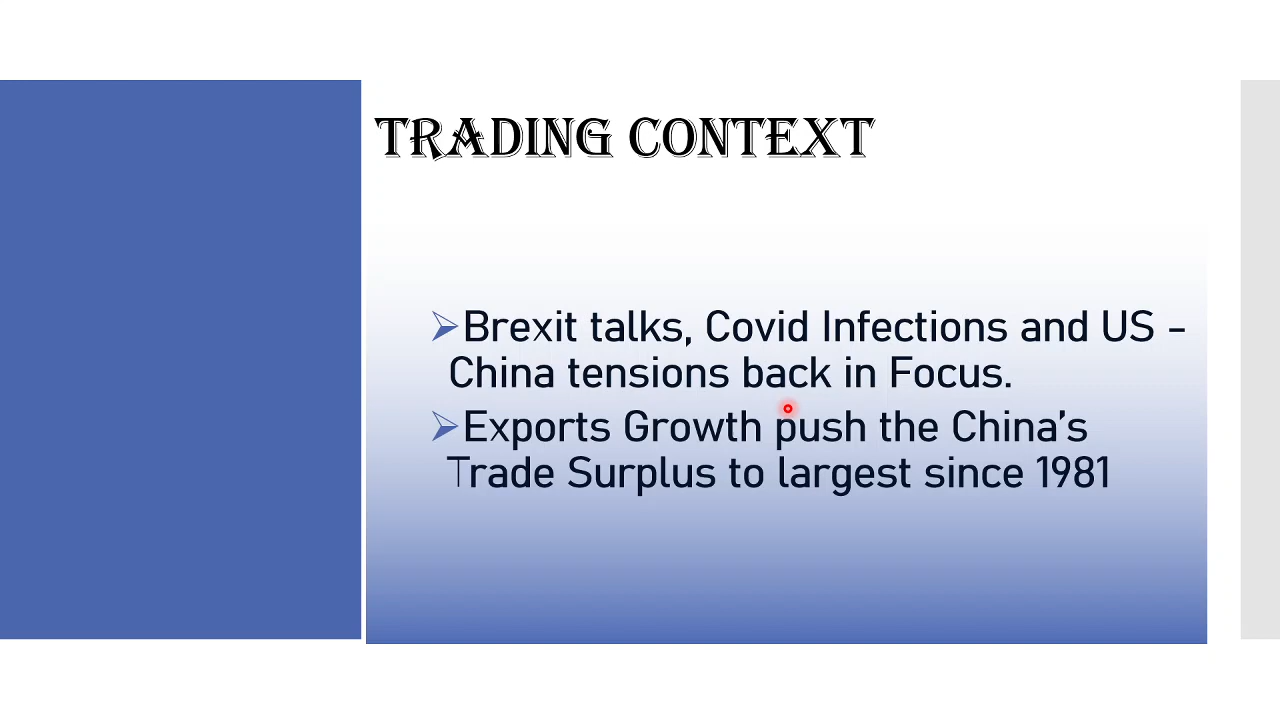 TRADING CONTEXT
➢Brexit talks, Covid Infections and US –
China tensions back in Focus.
➢Exports Growth push the China's
Trade Surplus to largest since 1981